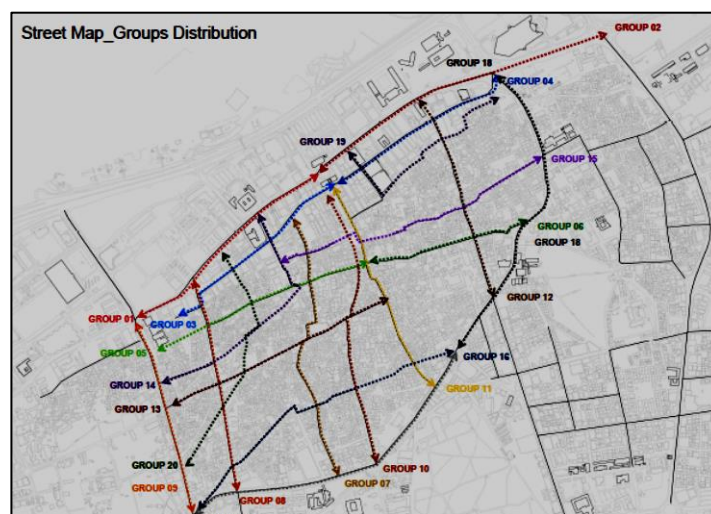 Street Map_Groups Distribution
GROUP 02
GROUP 18
GROUP 04
GROUP 19
GROUP 15
GROUP 06
GROUP 18
GROUP 12
GROUP 01
GROUP 03
GROUP 05
GROUP 16
GROUP 14
GROUP 11
GROUP 13
GROUP 20
GROUP 10
GROUP 09
GROUP 07
GROUP 08